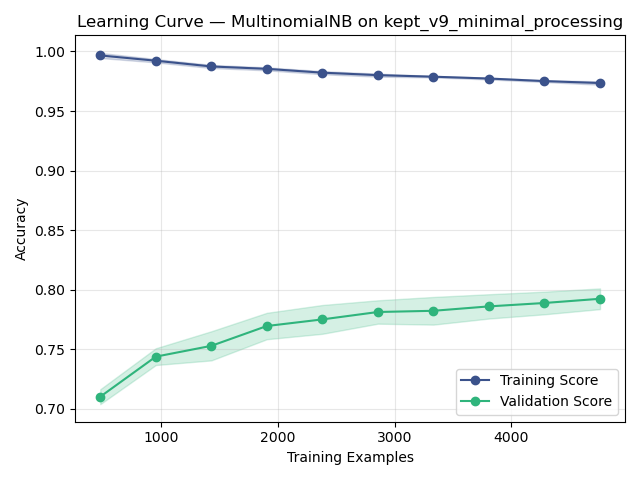 Learning Curve — MultinomialNB on kept_v9_minimal_processing
1.00
0.95
0.90
0.85
0.80
0.75
0.70
Accuracy
Training Score
Validation Score
1000 2000 3000 4000
Training Examples